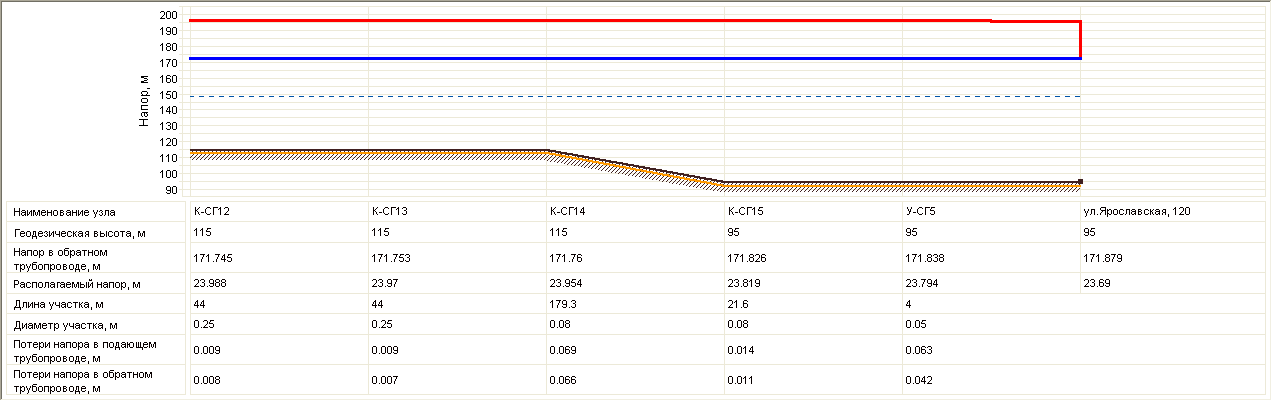 200
190
180
170
160
150
140
130
120
110
100
90
Напор, м
Наименование узла К-СГ12 К-СГ13 К-СГ14 К-СГ15 У-СГ5 ул.Ярославская, 120
Геодезическая высота, м 115 115 115 95 95 95
Напор в обратном
трубопроводе, м 171.745 171.753 171.76 171.826 171.838 171.879
Располагаемый напор, м 23.988 23.97 23.954 23.819 23.794 23.69
Длина участка, м 44 44 179.3 21.6 4
Диаметр участка, м 0.25 0.25 0.08 0.08 0.05
Потери напора в подающем
трубопроводе, м 0.009 0.009 0.069 0.014 0.063
Потери напора в обратном
трубопроводе, м 0.008 0.007 0.066 0.011 0.042